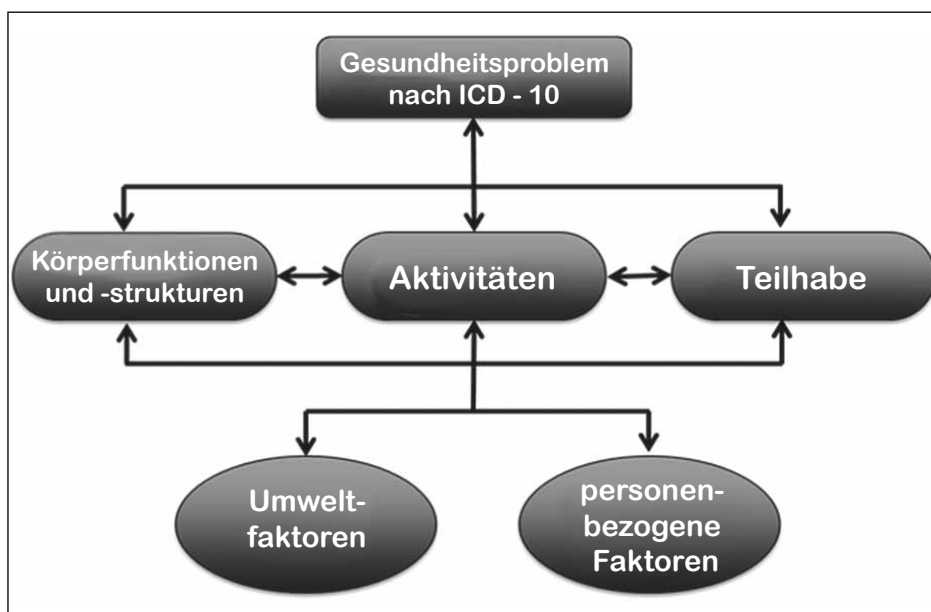 Gesundheitsproblem
nach ICD - 10
Körperfunktionen
und -strukturen
Aktivitäten
Teilhabe
Umwelt-
faktoren
personen-
bezogene
Faktoren